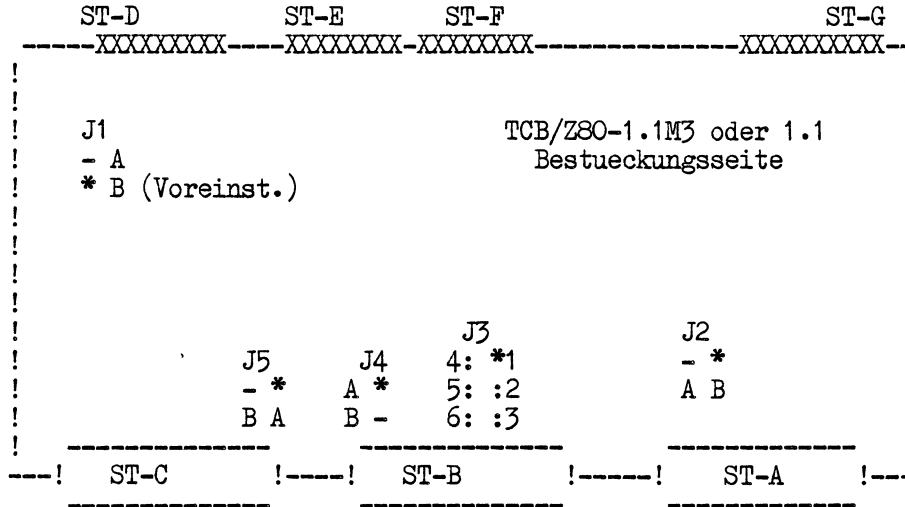 ST-D ST-E ST-F ST-G
------XXXXXXXXX----XXXXXXXX-XXXXXXXX--------------XXXXXXXXXX--
!
!
! J1 TCB/Z80-1.1M3 oder 1.1
! - A Bestueckungsseite
! * B (Voreinst.)
!
!
!
!
! J3 J2
! J5 J4 4: *1 - *
! - * A * 5: :2 A B
! B A B - 6: :3
! -------------- -------------- -------------
----! ST-C !----! ST-B !-----! ST-A !---
-------------- -------------- -------------